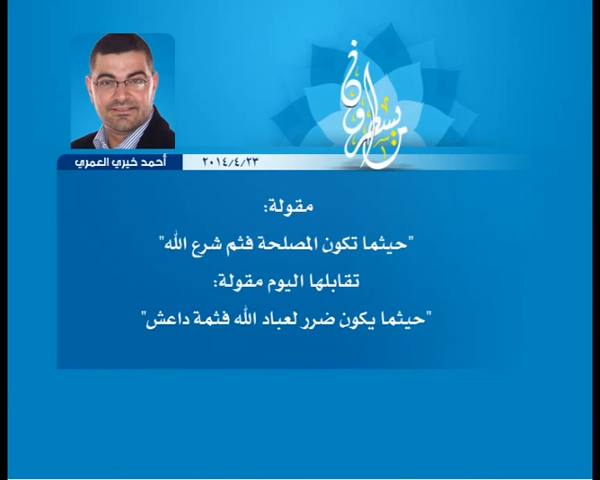 يسطرون
أحمد خيري العمري
٢٠١٤/٤/٢٣
مقولة:
"حيثما تكون المصلحة فثم شرع الله"
تقابلها اليوم مقولة:
"حيثما يكون ضرر لعباد الله فثمة داعش"